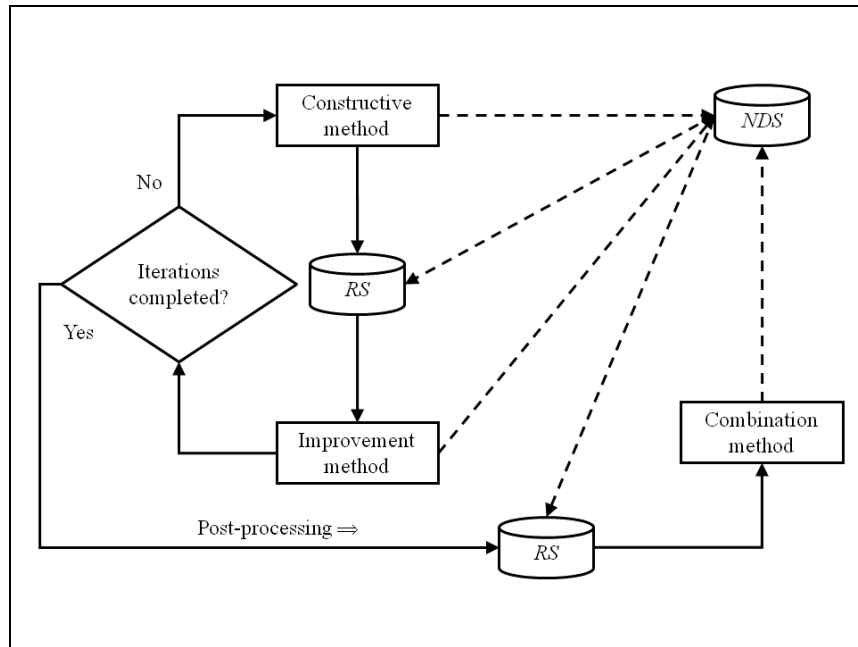 Constructive
method
NDS
No
Iterations
completed?
RS
Yes
Improvement
method
Combination
method
Post-processing ⇒
RS